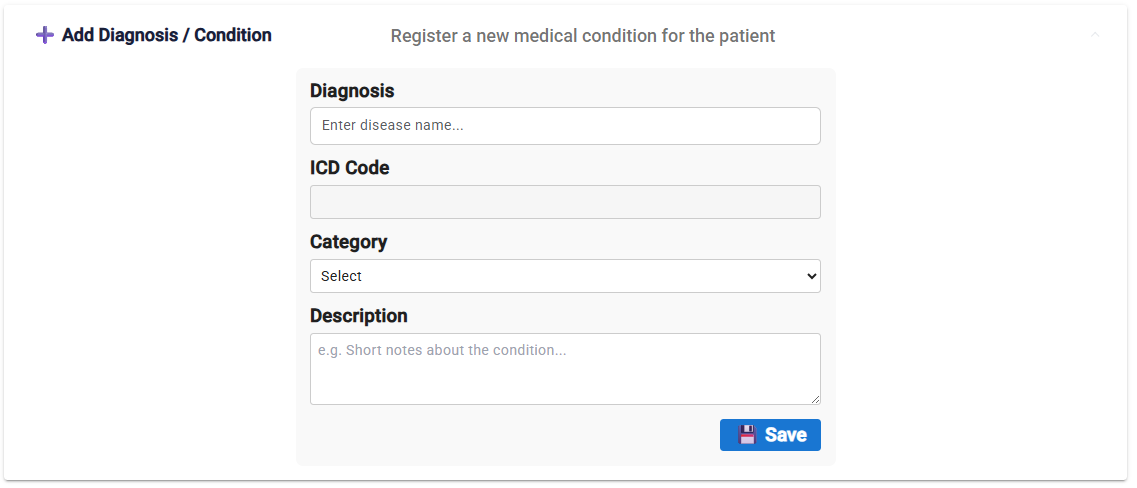 ➕ Add Diagnosis / Condition Register a new medical condition for the patient
Diagnosis
Enter disease name...
ICD Code
Category
Select
Description
e.g. Short notes about the condition...
💾 Save